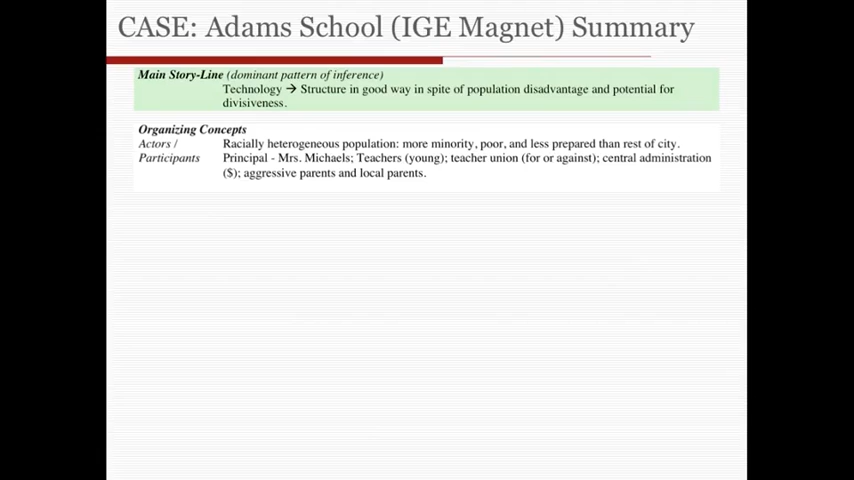 CASE: Adams School (IGE Magnet) Summary
Main Story-Line (dominant pattern of inference)
Technology → Structure in good way in spite of population disadvantage and potential for
divisiveness.
Organizing Concepts
Actors / Racially heterogeneous population: more minority, poor, and less prepared than rest of city.
Participants Principal - Mrs. Michaels; Teachers (young); teacher union (for or against); central administration
($); aggressive parents and local parents.